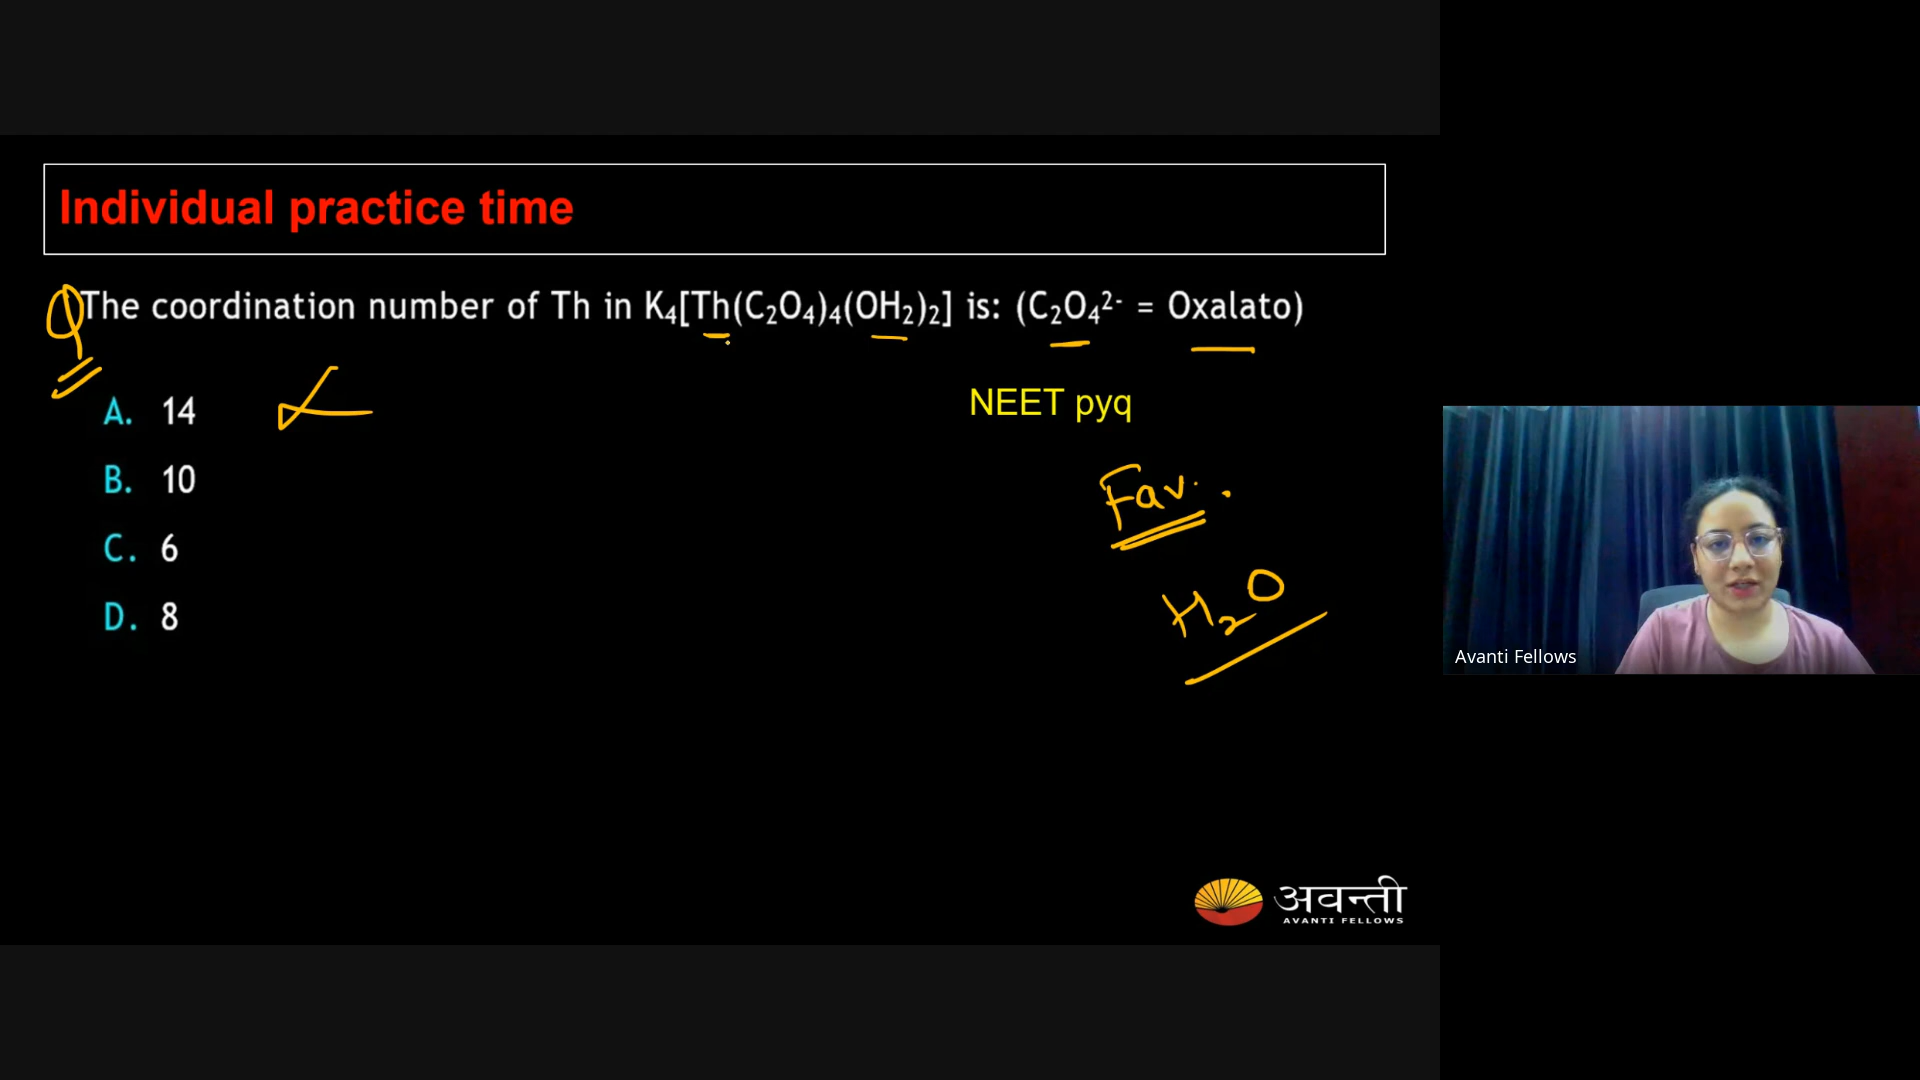 Individual practice time
Q The coordination number of Th in K₄[Th(C₂O₄)₄(OH₂)₂] is: (C₂O₄²⁻ = Oxalato)
A. 14
NEET pyq
B. 10
Fav.
C. 6
H₂O
D. 8
Avanti Fellows
अवन्ती
AVANTI FELLOWS